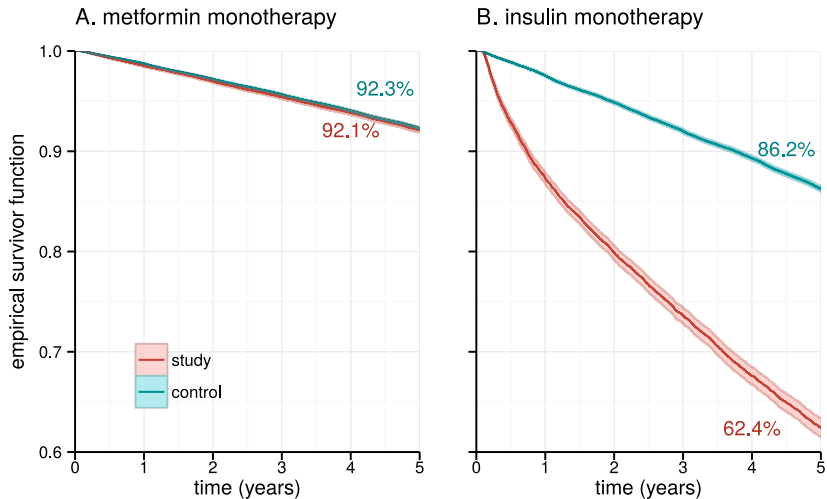 A. metformin monotherapy
B. insulin monotherapy
empirical survivor function
1.0
0.9
0.8
0.7
0.6
92.3%
92.1%
study
control
0 1 2 3 4 5
time (years)
86.2%
62.4%
0 1 2 3 4 5
time (years)